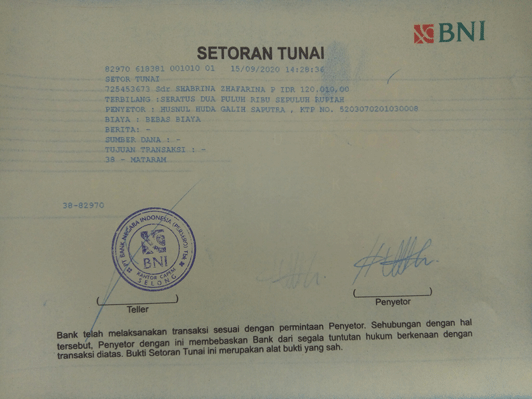 BNI
SETORAN TUNAI
82970 618381 001010 01 15/09/2020 14:28:34
SETOR TUNAI
725453673 Sdr SHABRINA ZHAFARINA P IDR 120,010.00
TERBILANG :SERATUS DUA PULUH RIBU SEPULUH RUPIAH
PENYETOR : HUSNUL HUDA GALIH SAPUTRA , KTP NO. 5203070201030008
BIAYA : BEBAS BIAYA
BERITA: -
SUMBER DANA : -
TUJUAN TRANSAKSI : -
38 - MATARAM
38-82970
PT BANK NEGARA INDONESIA (PERSERO) Tbk
BNI
KANTOR CABANG
SELONG
Teller
Penyetor
Bank telah melaksanakan transaksi sesuai dengan permintaan Penyetor. Sehubungan dengan hal
tersebut, Penyetor dengan ini membebaskan Bank dari segala tuntutan hukum berkenaan dengan
transaksi diatas. Bukti Setoran Tunai ini merupakan alat bukti yang sah.